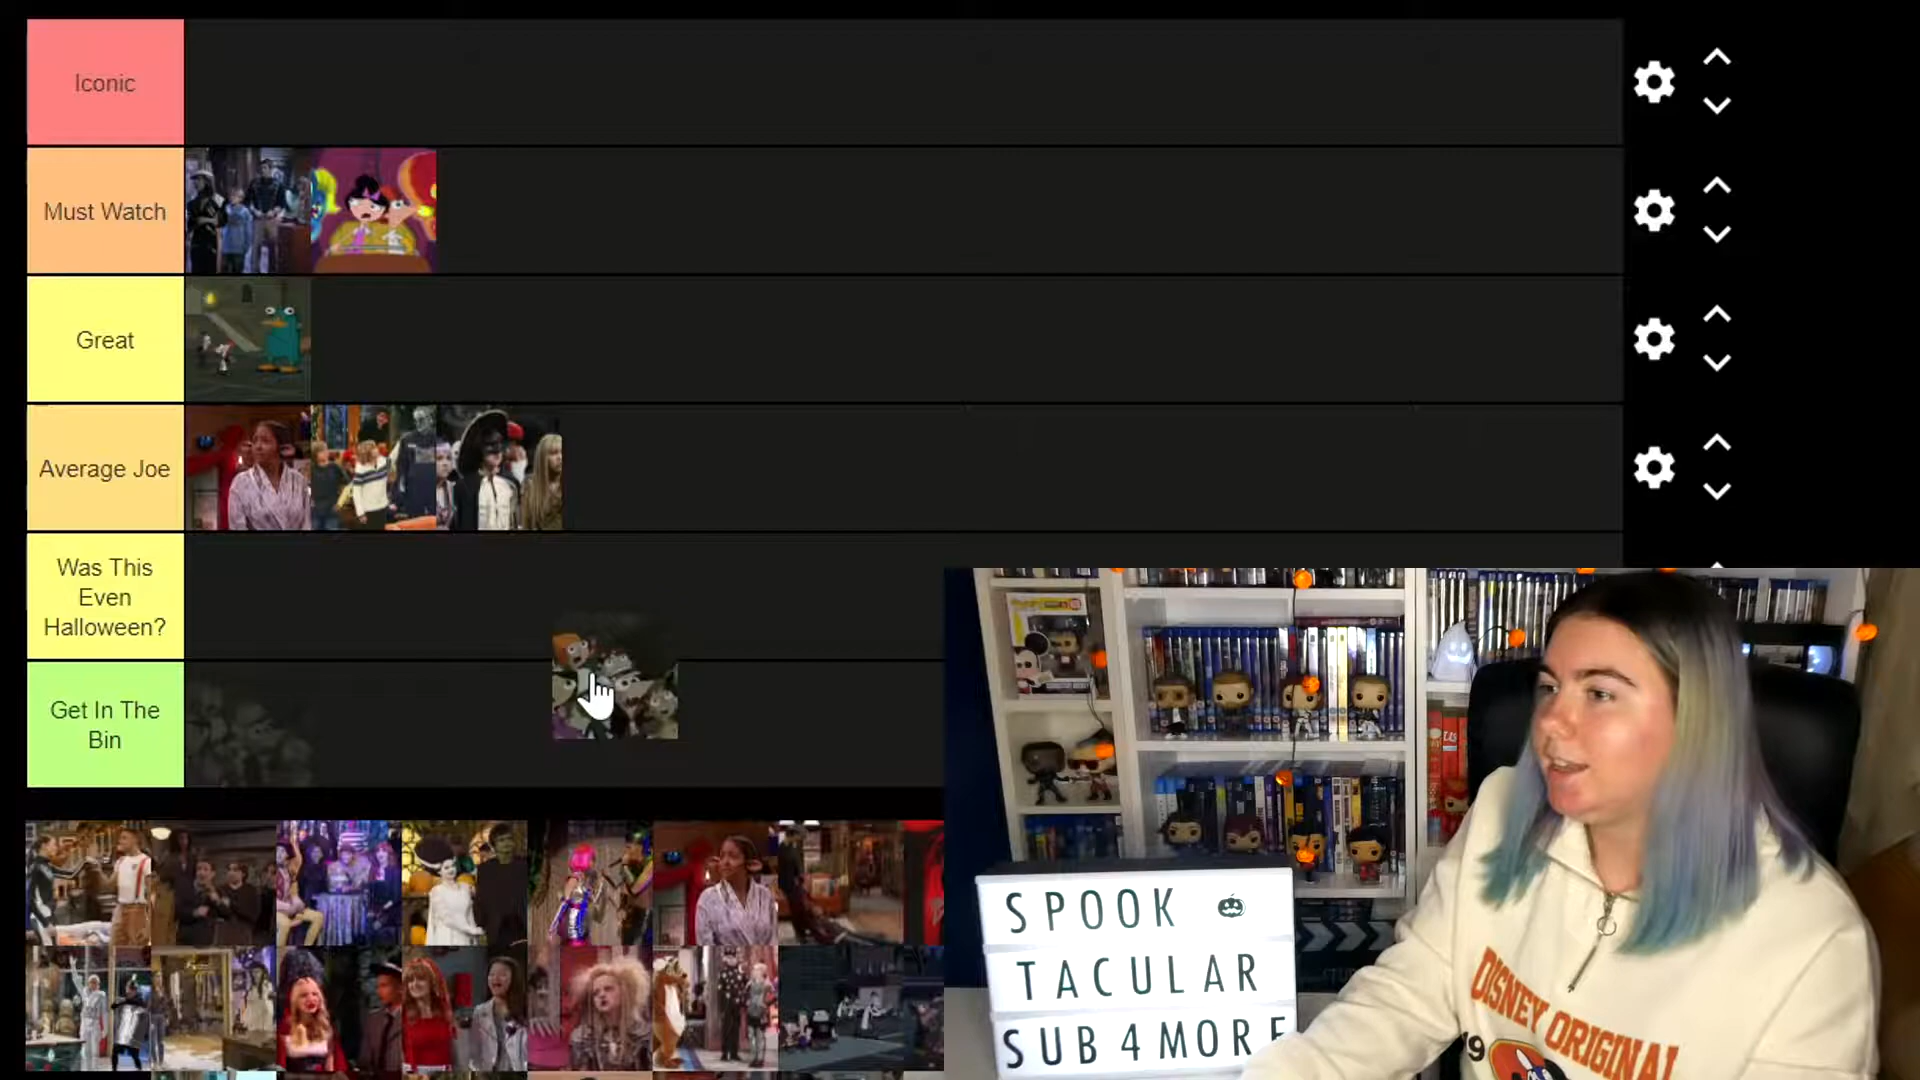 Iconic
Must Watch
Great
Average Joe
Was This
Even
Halloween?
Get In The
Bin
SPOOK
TACULAR
SUB 4 MORE
DISNEY ORIGINAL
19